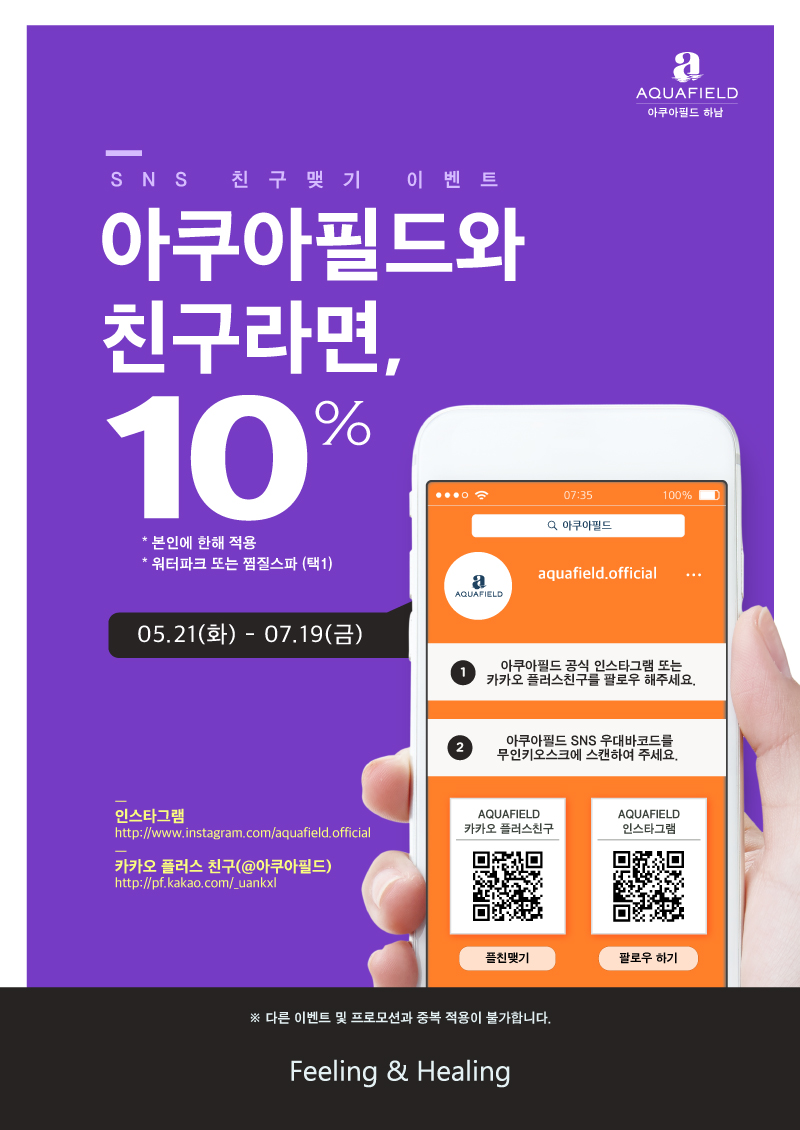 a
AQUAFIELD
아쿠아필드 하남
SNS 친구맺기 이벤트
아쿠아필드와
친구라면,
10%
* 본인에 한해 적용
* 워터파크 또는 찜질스파 (택1)
05.21(화) - 07.19(금)
07:35
100%
아쿠아필드
a
AQUAFIELD
aquafield.official
...
1
아쿠아필드 공식 인스타그램 또는
카카오 플러스친구를 팔로우 해주세요.
2
아쿠아필드 SNS 우대바코드를
무인키오스크에 스캔하여 주세요.
AQUAFIELD
카카오 플러스친구
플친맺기
AQUAFIELD
인스타그램
팔로우 하기
인스타그램
http://www.instagram.com/aquafield.official
카카오 플러스 친구(@아쿠아필드)
http://pf.kakao.com/_uankxl
※ 다른 이벤트 및 프로모션과 중복 적용이 불가합니다.
Feeling & Healing